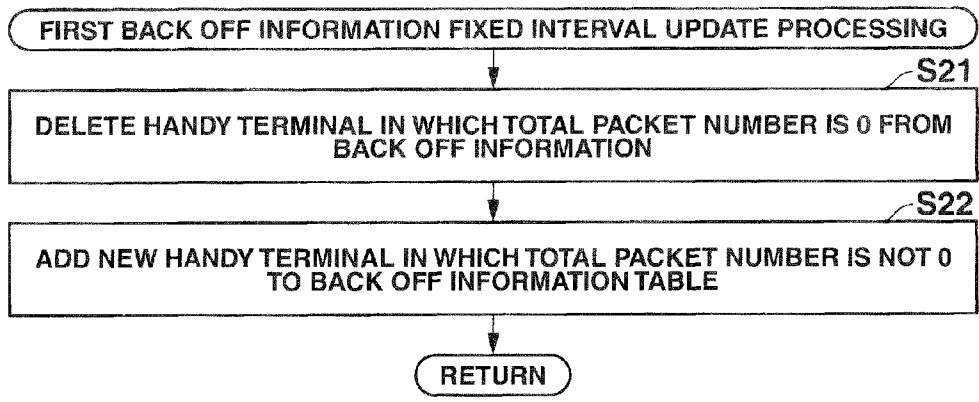 FIRST BACK OFF INFORMATION FIXED INTERVAL UPDATE PROCESSING
S21
DELETE HANDY TERMINAL IN WHICH TOTAL PACKET NUMBER IS 0 FROM
BACK OFF INFORMATION
S22
ADD NEW HANDY TERMINAL IN WHICH TOTAL PACKET NUMBER IS NOT 0
TO BACK OFF INFORMATION TABLE
RETURN